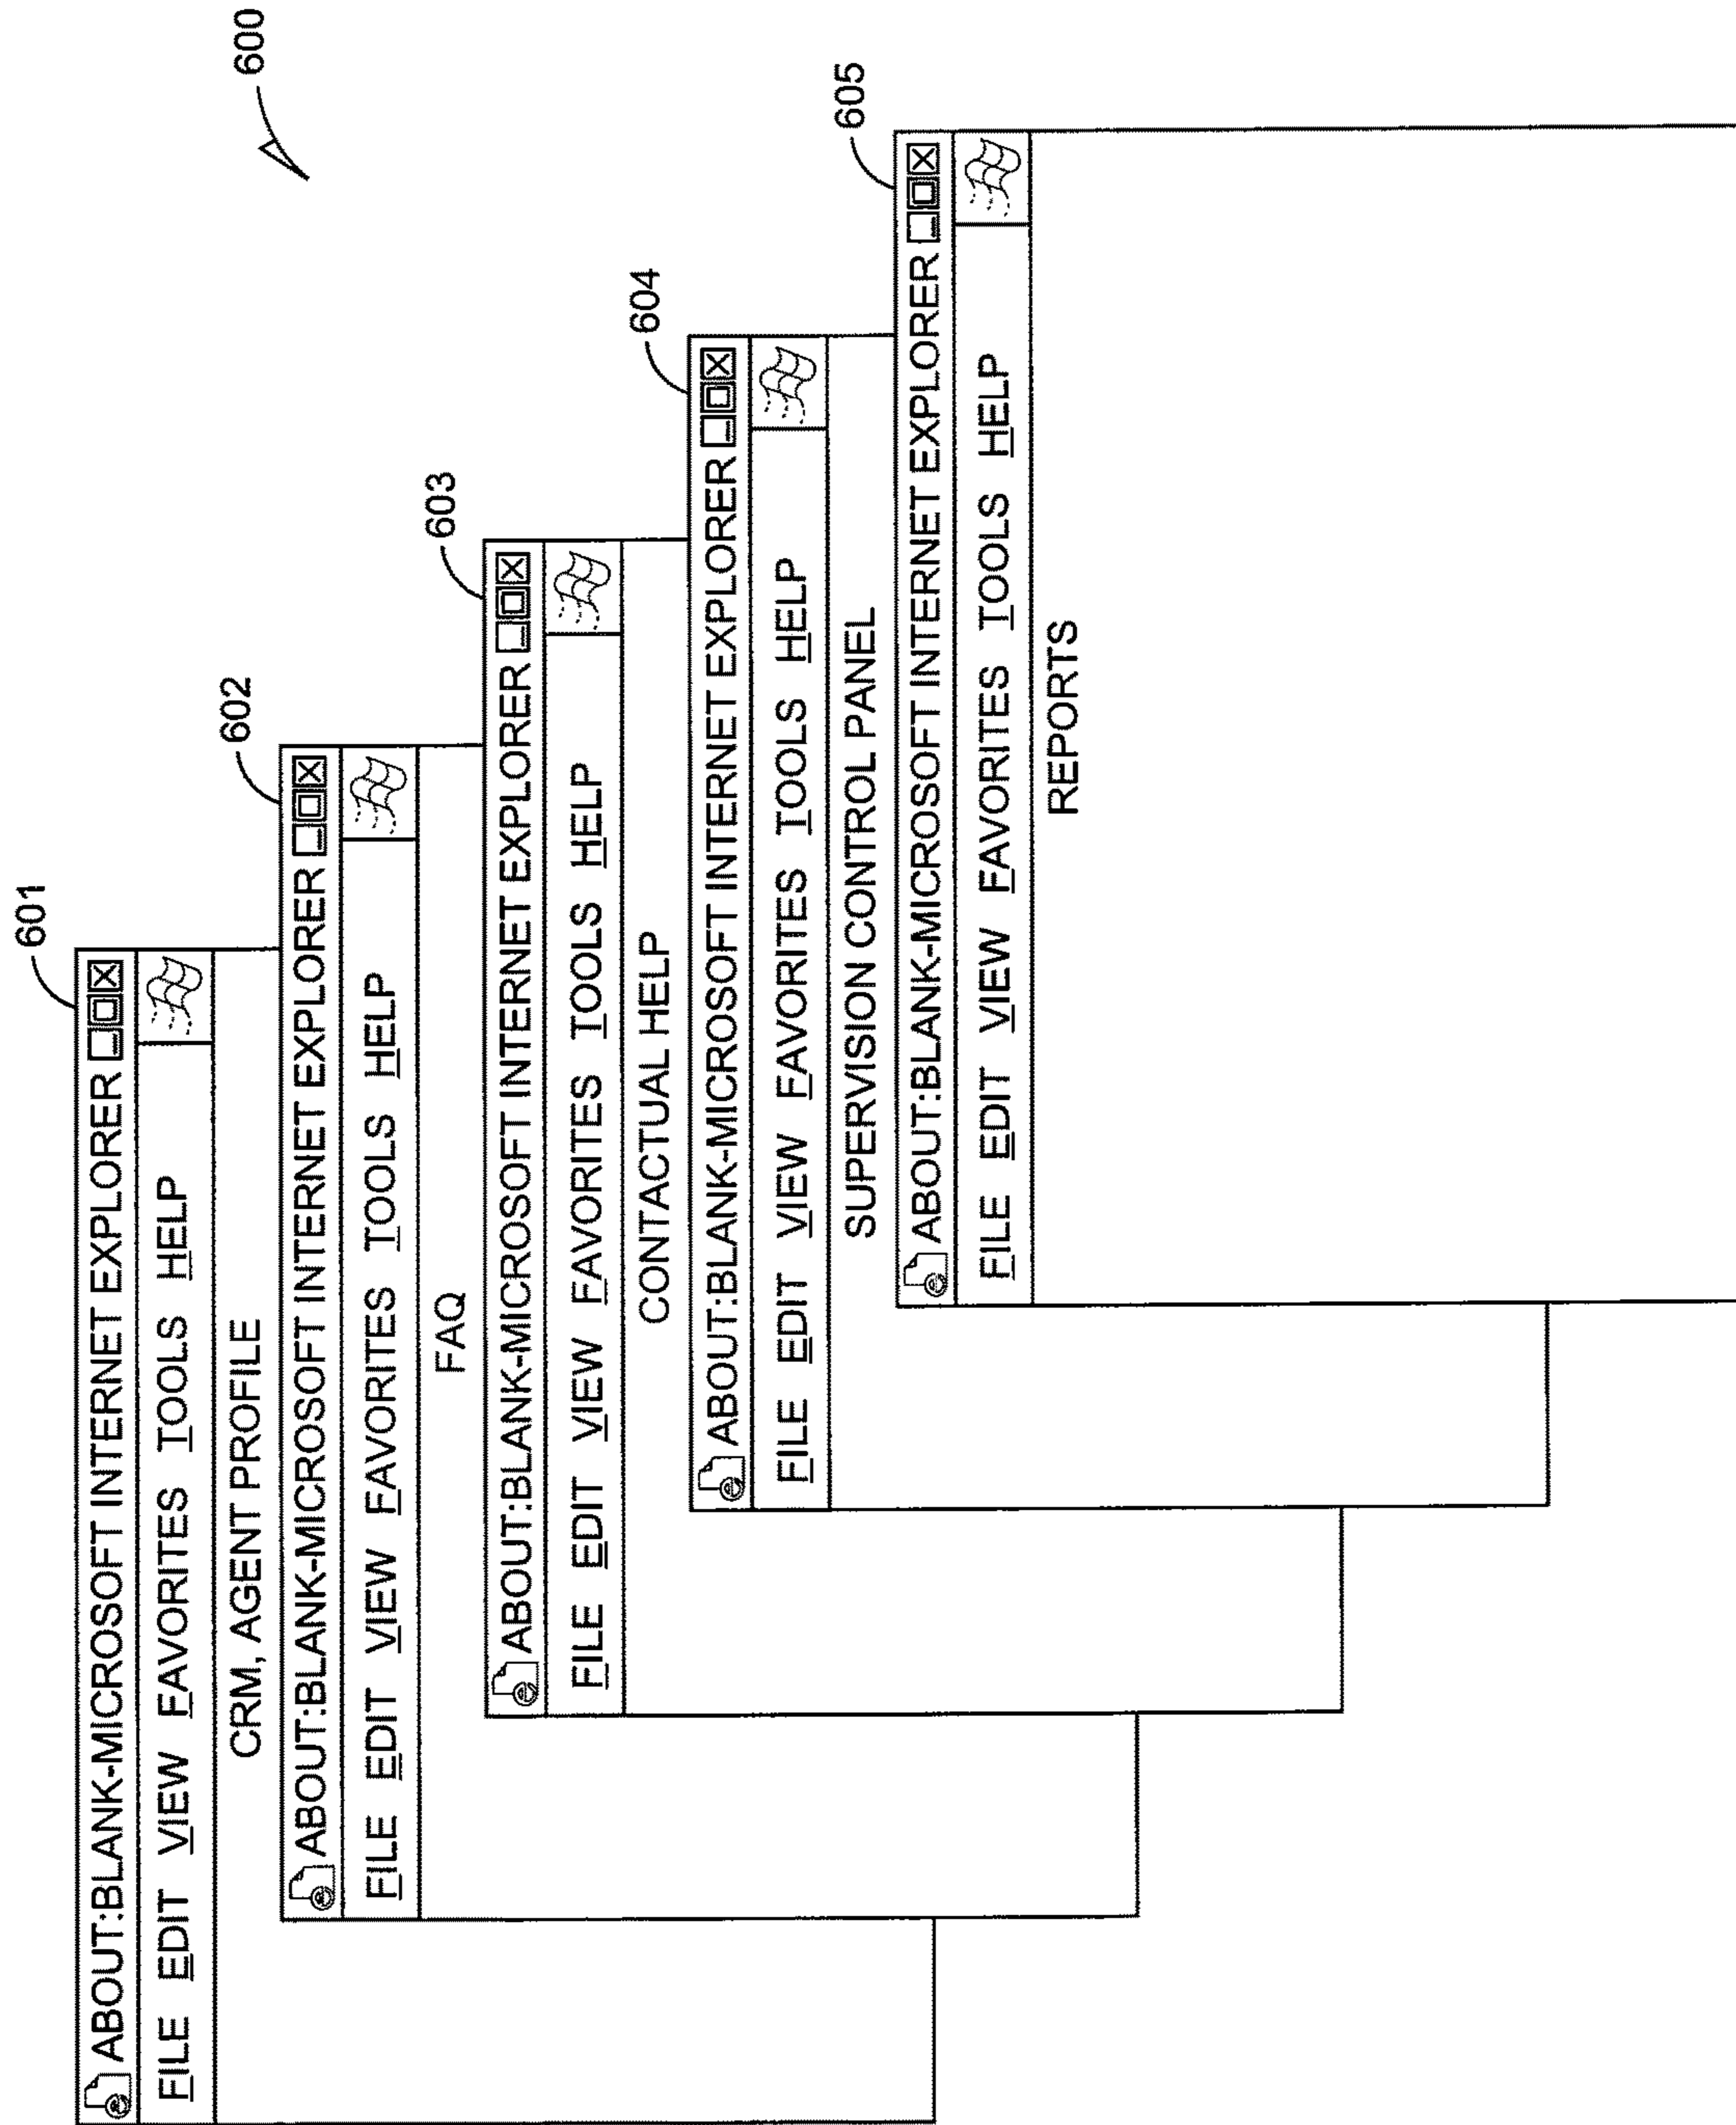 600
601
ABOUT:BLANK-MICROSOFT INTERNET EXPLORER
FILE EDIT VIEW FAVORITES TOOLS HELP
CRM, AGENT PROFILE
602
ABOUT:BLANK-MICROSOFT INTERNET EXPLORER
FILE EDIT VIEW FAVORITES TOOLS HELP
FAQ
603
ABOUT:BLANK-MICROSOFT INTERNET EXPLORER
FILE EDIT VIEW FAVORITES TOOLS HELP
CONTACTUAL HELP
604
ABOUT:BLANK-MICROSOFT INTERNET EXPLORER
FILE EDIT VIEW FAVORITES TOOLS HELP
SUPERVISION CONTROL PANEL
605
ABOUT:BLANK-MICROSOFT INTERNET EXPLORER
FILE EDIT VIEW FAVORITES TOOLS HELP
REPORTS